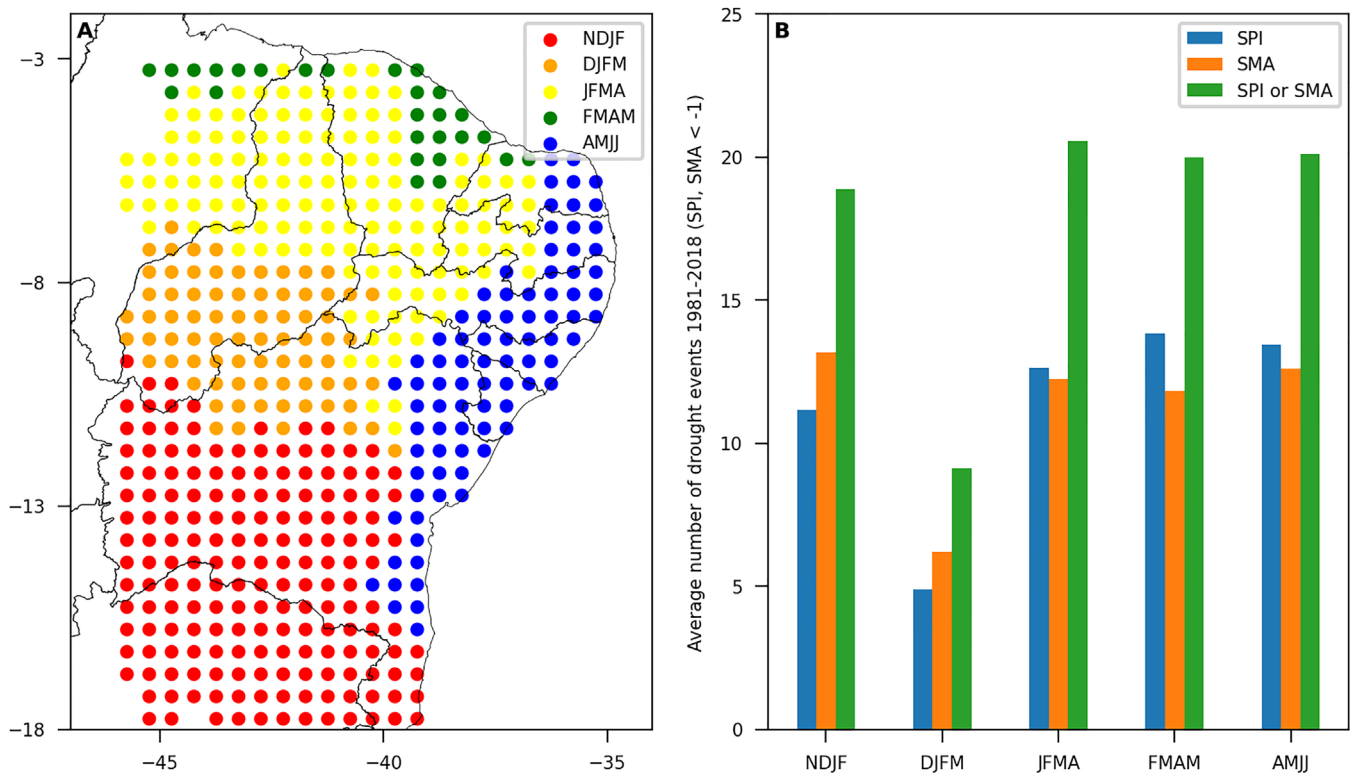 A
NDJF
DJFM
JFMA
FMAM
AMJJ
−3
−8
−13
−18
−45
−40
−35
B
SPI
SMA
SPI or SMA
Average number of drought events 1981-2018 (SPI, SMA < -1)
25
20
15
10
5
0
NDJF
DJFM
JFMA
FMAM
AMJJ